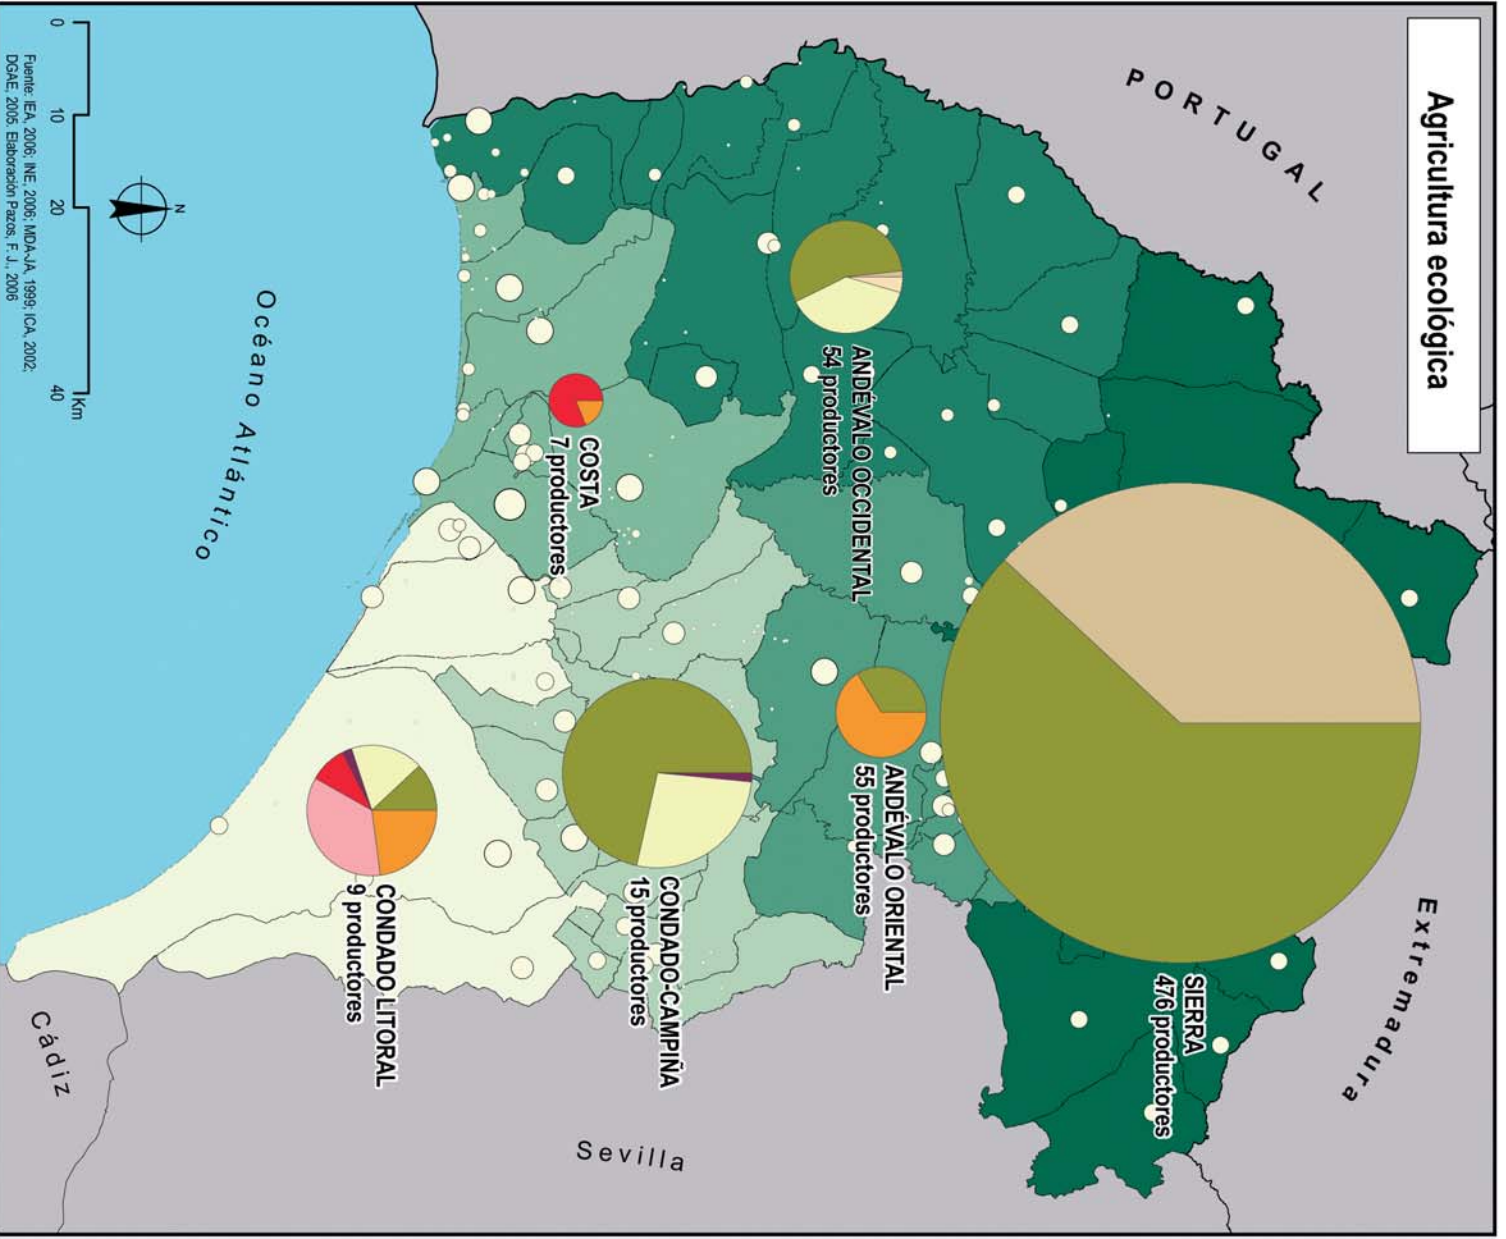 Agricultura ecológica
PORTUGAL
Extremadura
SIERRA
476 productores
ANDÉVALO OCCIDENTAL
54 productores
ANDÉVALO ORIENTAL
55 productores
COSTA
7 productores
CONDADO-CAMPIÑA
15 productores
CONDADO LITORAL
9 productores
Sevilla
Océano Atlántico
Cádiz
N
0 10 20 40
Km
Fuente: IEA, 2006; INE, 2006; MDA-JA, 1999; ICA, 2002;
DGAE, 2005. Elaboración Pazos, F. J., 2006